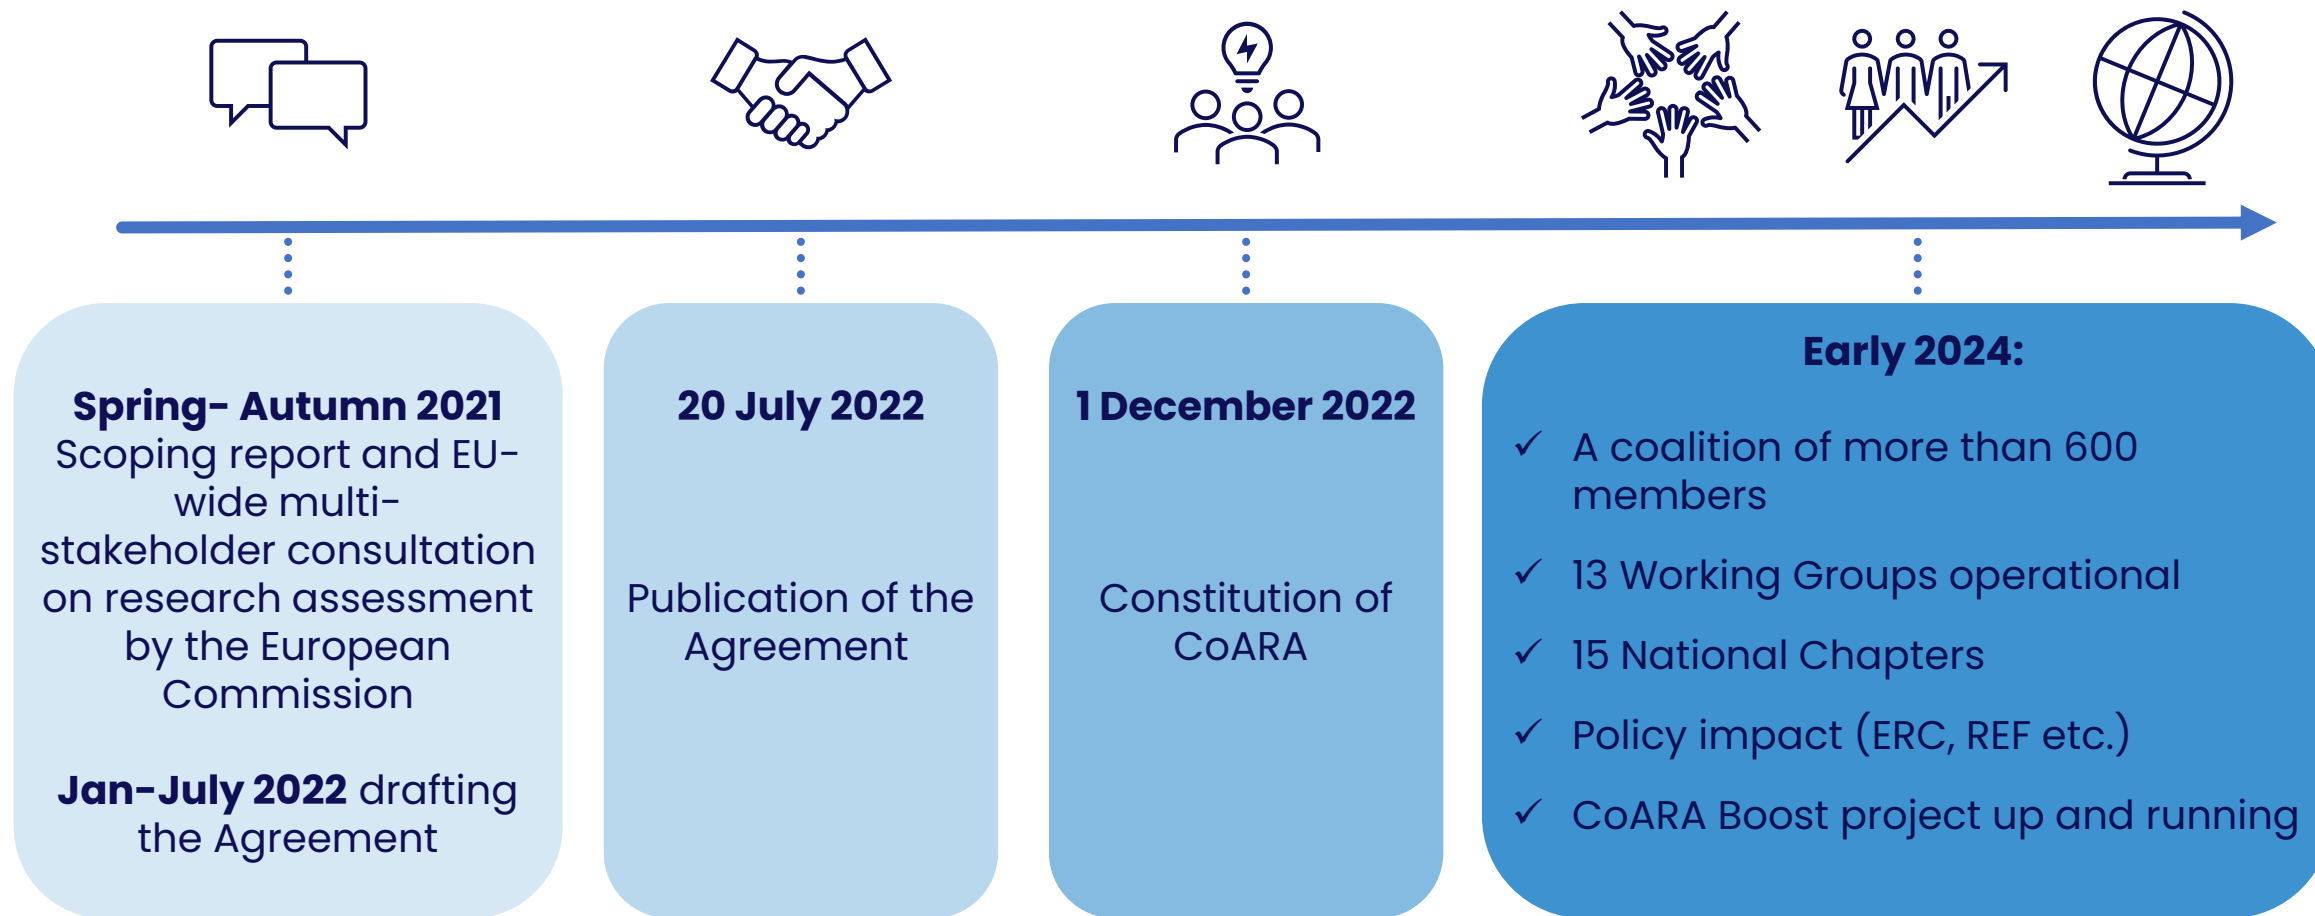 Spring- Autumn 2021
Scoping report and EU-
wide multi-
stakeholder consultation
on research assessment
by the European
Commission
Jan-July 2022 drafting
the Agreement
20 July 2022
Publication of the
Agreement
1 December 2022
Constitution of
CoARA
Early 2024:
✓ A coalition of more than 600
members
✓ 13 Working Groups operational
✓ 15 National Chapters
✓ Policy impact (ERC, REF etc.)
✓ CoARA Boost project up and running